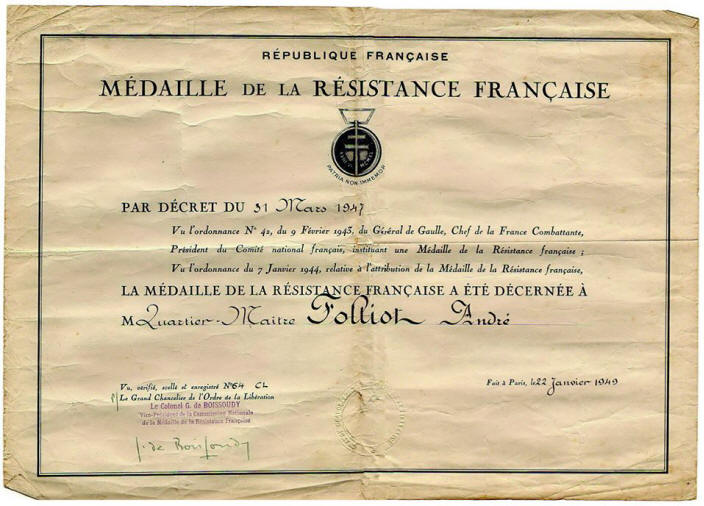 RÉPUBLIQUE FRANÇAISE
MÉDAILLE DE LA RÉSISTANCE FRANÇAISE
PATRIA NON IMMEMOR
PAR DÉCRET DU 31 Mars 1947
Vu l'ordonnance N° 42, du 9 Février 1943, du Général de Gaulle, Chef de la France Combattante,
Président du Comité national français, instituant une Médaille de la Résistance française ;
Vu l'ordonnance du 7 Janvier 1944, relative à l'attribution de la Médaille de la Résistance française,
LA MÉDAILLE DE LA RÉSISTANCE FRANÇAISE A ÉTÉ DÉCERNÉE À
M Quartier-Maître Folliot André
Vu, vérifié, scellé et enregistré N°64 CL
Fait à Paris, le 22 Janvier 1949
Le Grand Chancelier de l'Ordre de la Libération
Le Colonel G. de BOISSOUDY
Vice-Président de la Commission Nationale
de la Médaille de la Résistance Française
G. de Boissoudy